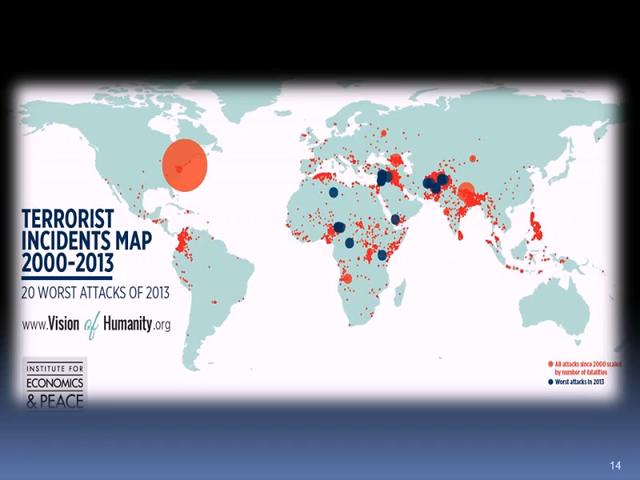 TERRORIST
INCIDENTS MAP
2000-2013
20 WORST ATTACKS OF 2013
www.Vision of Humanity.org
INSTITUTE FOR
ECONOMICS
& PEACE
All attacks since 2000 scaled
by number of fatalities
Worst attacks in 2013
14